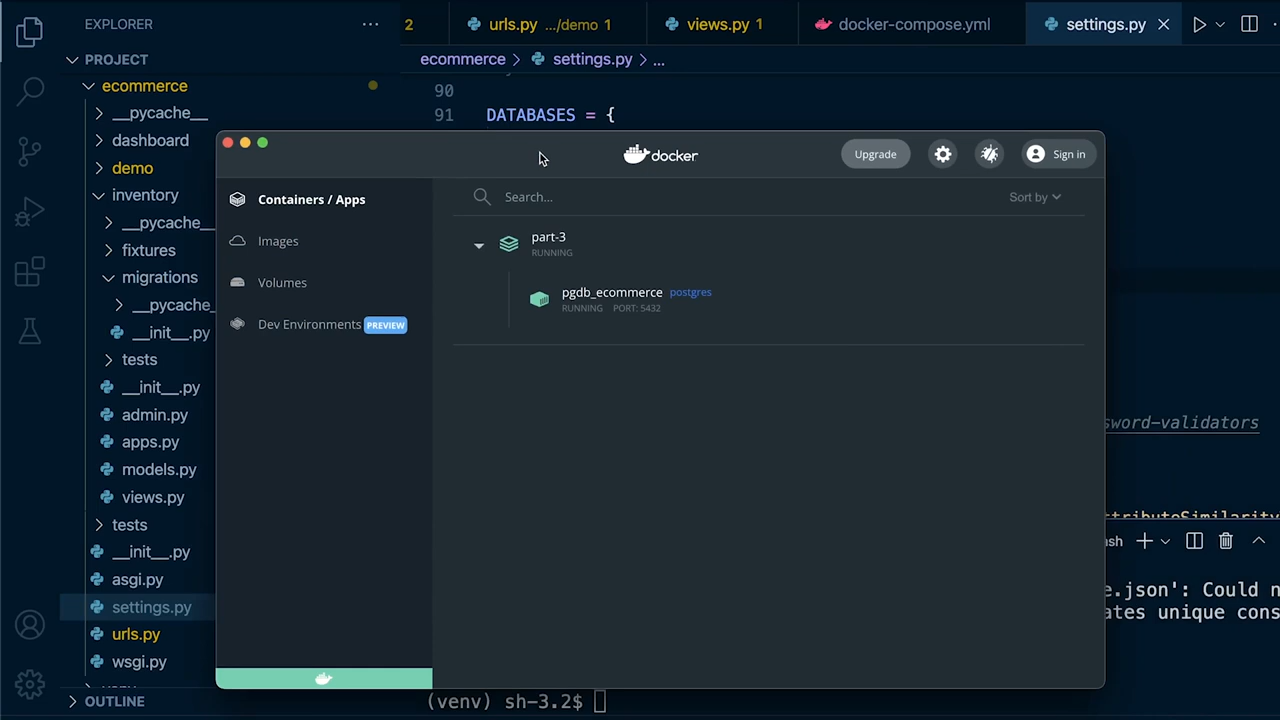 EXPLORER
2
urls.py .../demo 1
views.py 1
docker-compose.yml
settings.py
PROJECT
ecommerce
settings.py
...
ecommerce
__pycache__
dashboard
demo
inventory
__pycache__
fixtures
migrations
__pycache__
__init__.py
tests
__init__.py
admin.py
apps.py
models.py
views.py
tests
__init__.py
asgi.py
settings.py
urls.py
wsgi.py
OUTLINE
90
91
DATABASES = {
docker
Upgrade
Sign in
Containers / Apps
Images
Volumes
Dev Environments PREVIEW
Search...
Sort by
part-3
RUNNING
pgdb_ecommerce postgres
RUNNING PORT: 5432
sword-validators
ttributeSimilarity
sh
e.json': Could n
ates unique cons
(venv) sh-3.2$